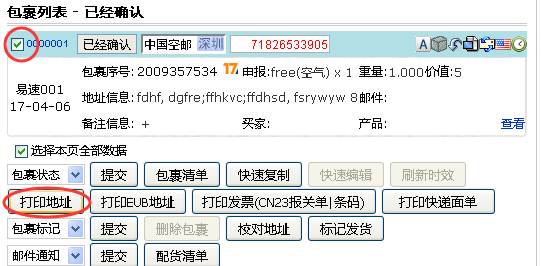 包裹列表 - 已经确认
0000001 已经确认 中国空邮 深圳 71826533905 A
包裹序号: 2009357534 17 申报:free(空气) x 1 重量: 1.000价值:5
易速001
17-04-06
地址信息:fdhf, dgfre;ffhkvc;ffdhsd, fsrywyw 8邮件:
备注信息: + 买家: 产品: 查看
选择本页全部数据
包裹状态 提交 包裹清单 快速复制 快速编辑 刷新时效
打印地址 打印EUB地址 打印发票(CN23报关单|条码) 打印快递面单
包裹标记 提交 删除包裹 校对地址 标记发货
邮件通知 提交 配货清单